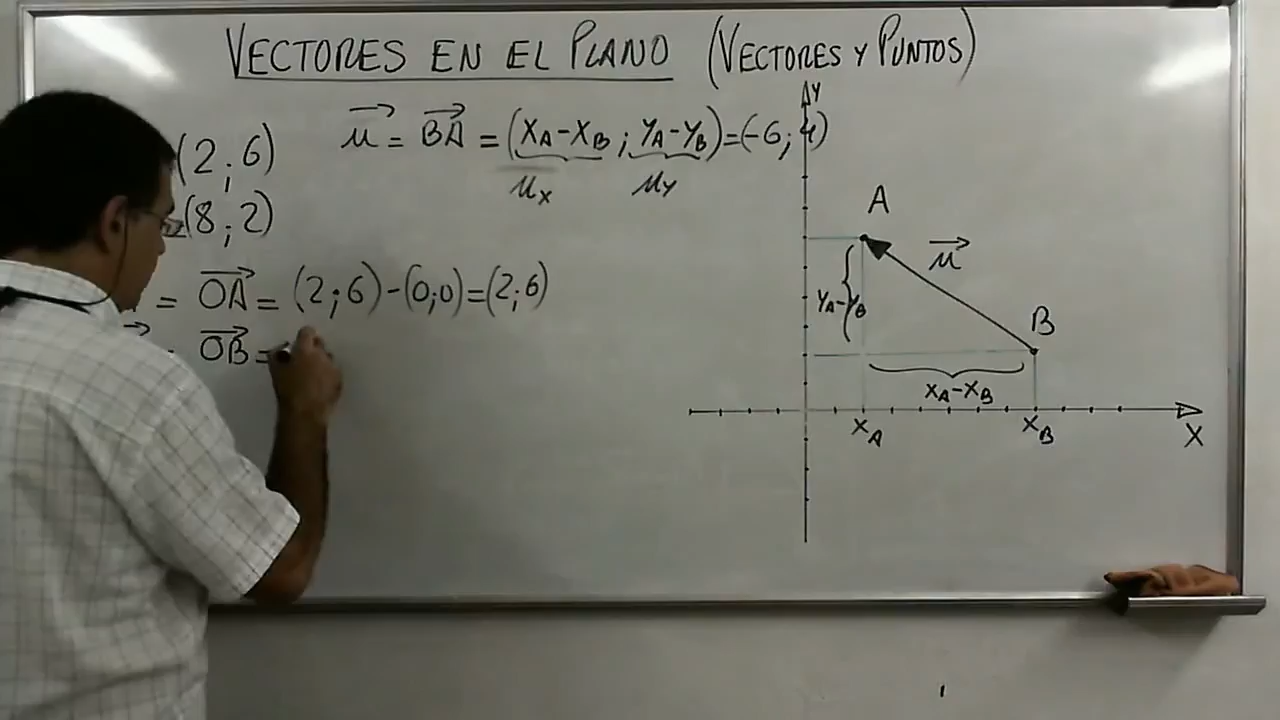 VECTORES EN EL PLANO (VECTORES Y PUNTOS)
u = BA = (XA-XB ; YA-YB)=(-6; 4)
uX uY
(2;6)
=(8;2)
= OA = (2;6)-(0;0)=(2;6)
= OB =
Y
A
u
YA-YB
B
XA-XB
XA XB
X